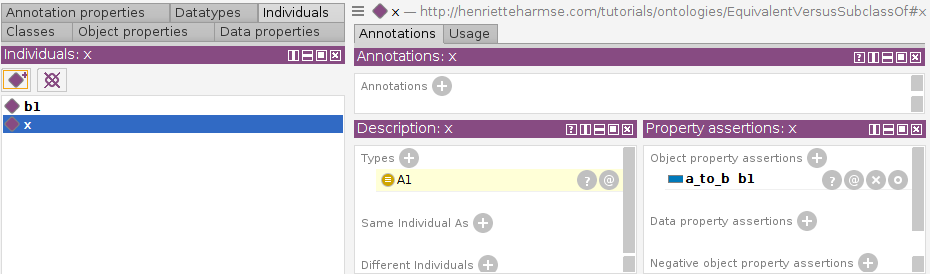 Annotation properties Datatypes Individuals
Classes Object properties Data properties
Individuals: x
b1
x
x — http://henrietteharmse.com/tutorials/ontologies/EquivalentVersusSubclassOf#x
Annotations Usage
Annotations: x
Annotations
Description: x
Types
A1
Same Individual As
Different Individuals
Property assertions: x
Object property assertions
a_to_b b1
Data property assertions
Negative object property assertions